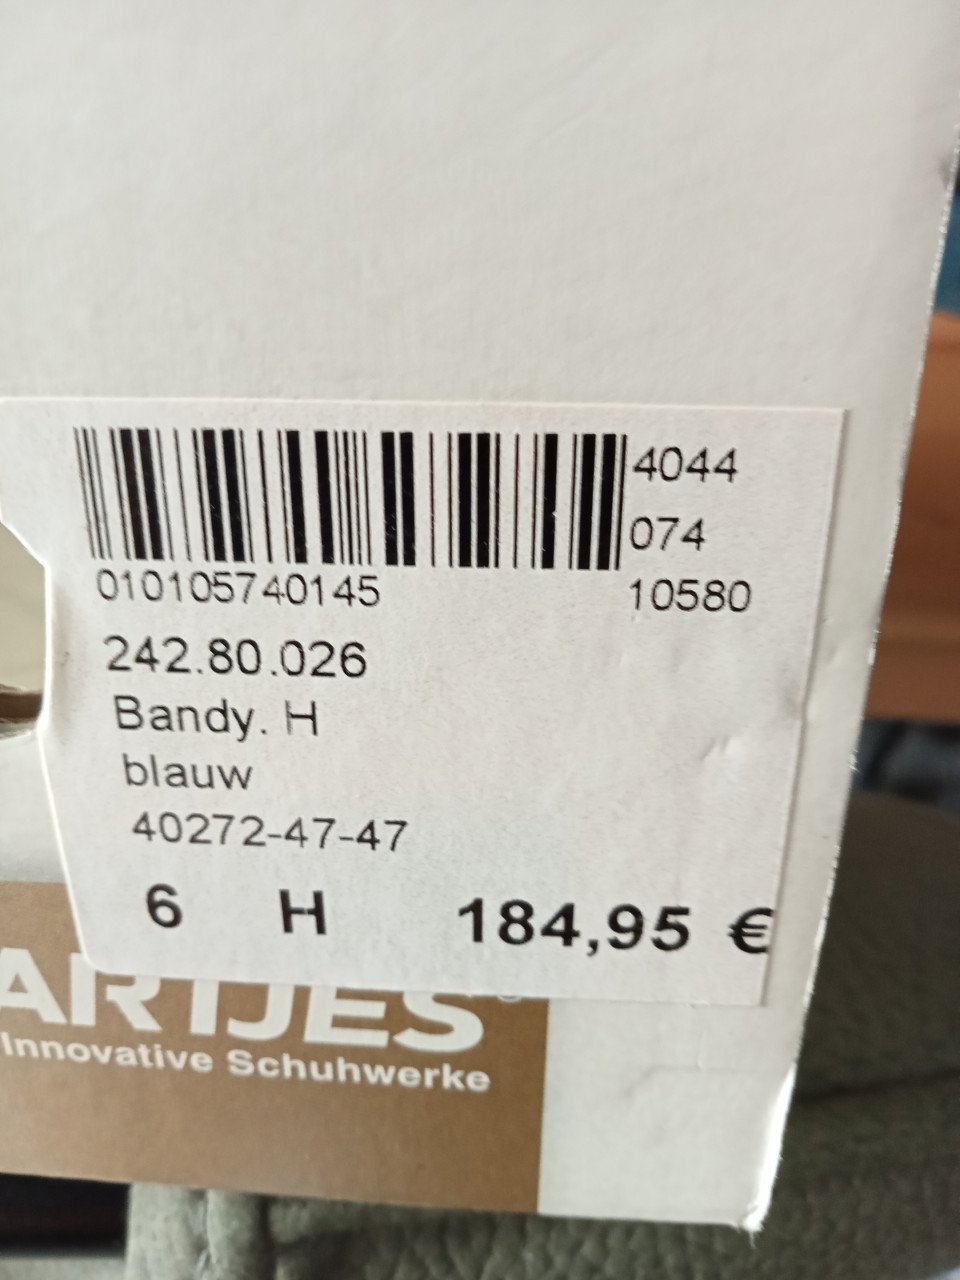 4044
074
010105740145 10580
242.80.026
Bandy. H
blauw
40272-47-47
6 H 184,95 €
ARTJES
Innovative Schuhwerke